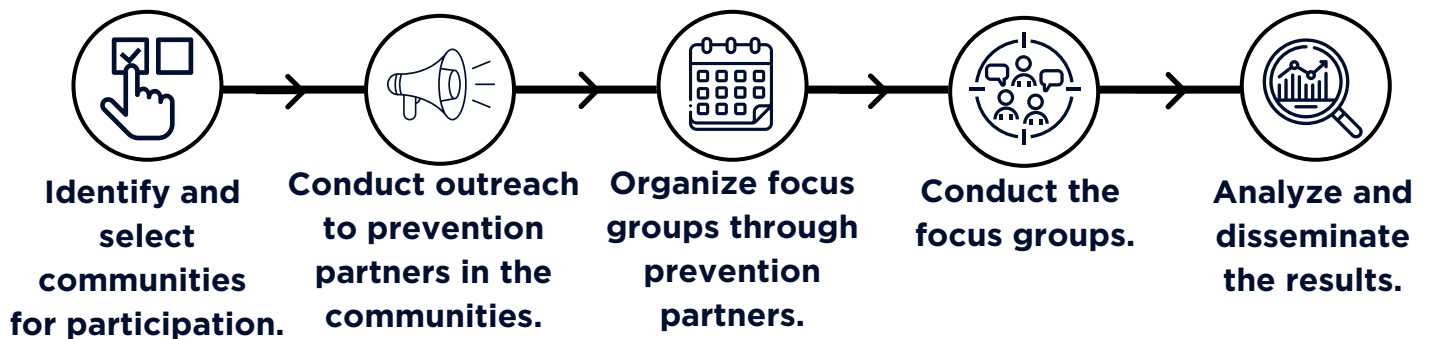 Identify and
select
communities
for participation.
Conduct outreach
to prevention
partners in the
communities.
Organize focus
groups through
prevention
partners.
Conduct the
focus groups.
Analyze and
disseminate
the results.